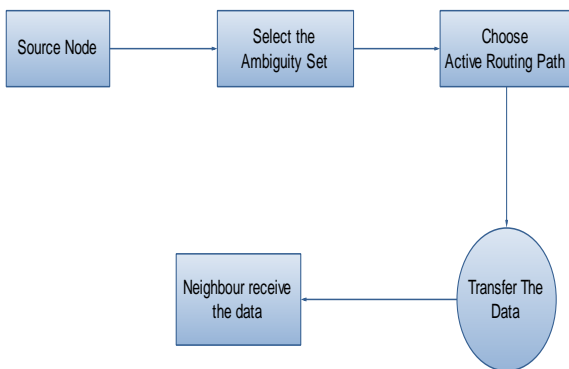 Source Node
Select the
Ambiguity Set
Choose
Active Routing Path
Transfer The
Data
Neighbour receive
the data